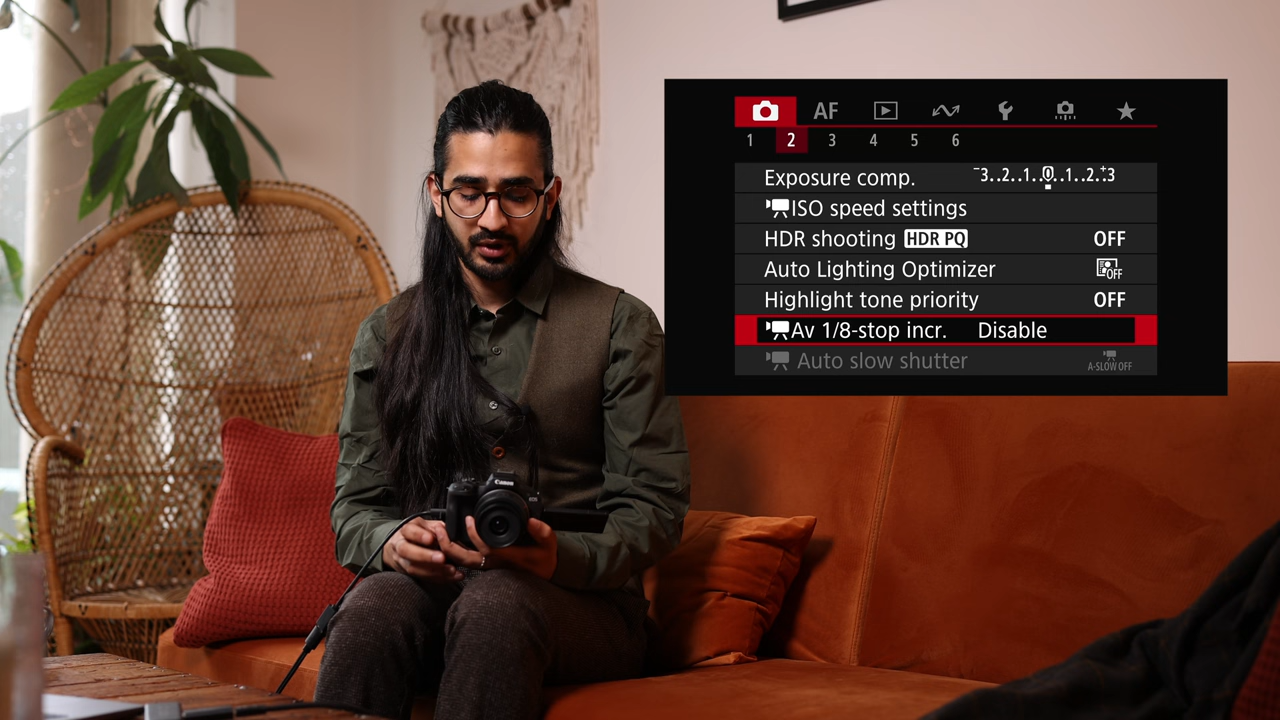 AF
1 2 3 4 5 6
Exposure comp. -3..2..1..0..1..2.+3
ISO speed settings
HDR shooting HDR PQ OFF
Auto Lighting Optimizer OFF
Highlight tone priority OFF
Av 1/8-stop incr. Disable
Auto slow shutter A-SLOW OFF
Canon